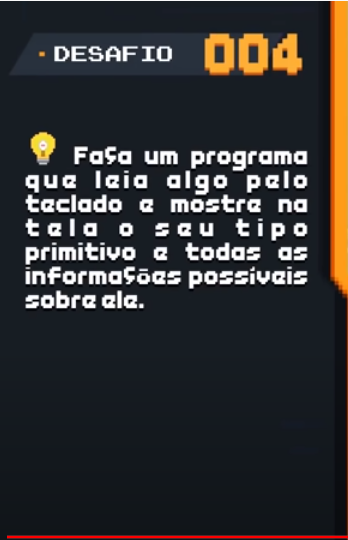 DESAFIO 004
Faça um programa
que leia algo pelo
teclado e mostre na
tela o seu tipo
primitivo e todas as
informações possíveis
sobre ele.